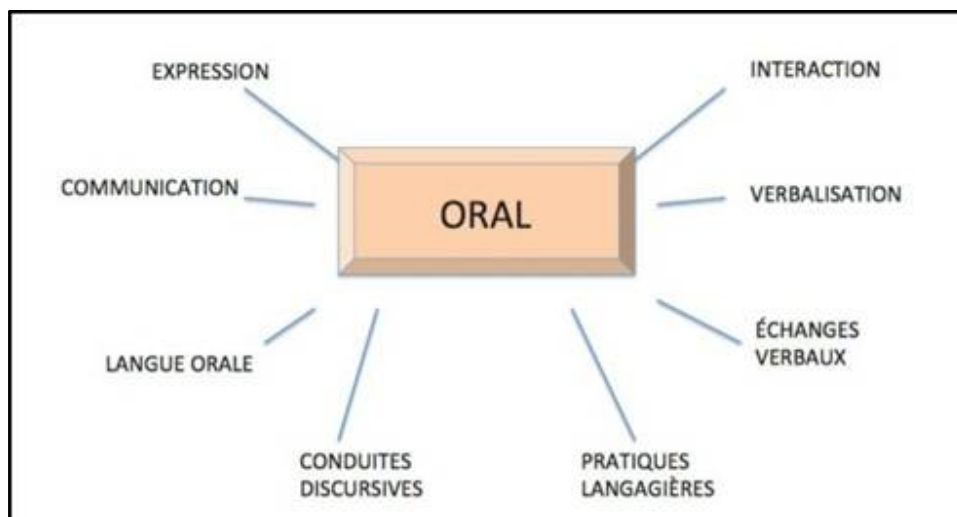 EXPRESSION
INTERACTION
COMMUNICATION
VERBALISATION
ORAL
LANGUE ORALE
ÉCHANGES
VERBAUX
CONDUITES
DISCURSIVES
PRATIQUES
LANGAGIÈRES